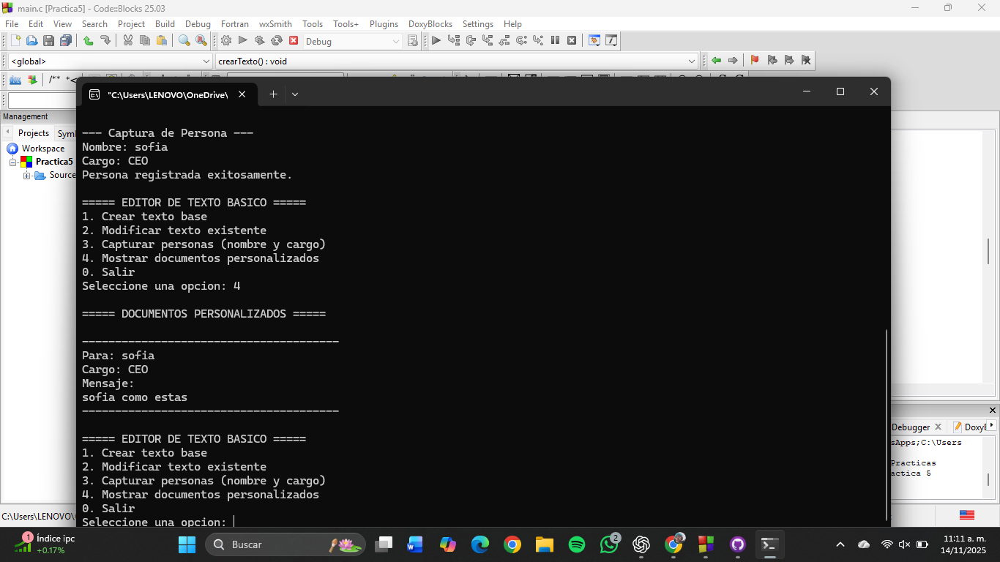 main.c [Practica5] - Code::Blocks 25.03
File Edit View Search Project Build Debug Fortran wxSmith Tools Tools+ Plugins DoxyBlocks Settings Help
Debug
<global> crearTexto() : void
/**
Management
"C:\Users\LENOVO\OneDrive\
Projects
Workspace
Practica5
--- Captura de Persona ---
Nombre: sofia
Cargo: CEO
Persona registrada exitosamente.
===== EDITOR DE TEXTO BASICO =====
1. Crear texto base
2. Modificar texto existente
3. Capturar personas (nombre y cargo)
4. Mostrar documentos personalizados
0. Salir
Seleccione una opcion: 4
===== DOCUMENTOS PERSONALIZADOS =====
---------------------------------------
Para: sofia
Cargo: CEO
Mensaje:
sofia como estas
---------------------------------------
===== EDITOR DE TEXTO BASICO =====
1. Crear texto base
2. Modificar texto existente
3. Capturar personas (nombre y cargo)
4. Mostrar documentos personalizados
0. Salir
Seleccione una opcion:
Debugger
sApps;C:\Users
Practicas
actica 5
C:\Users\LENOVO\
1
Índice ipc
+0.17%
Buscar
2
11:11 a. m.
14/11/2025